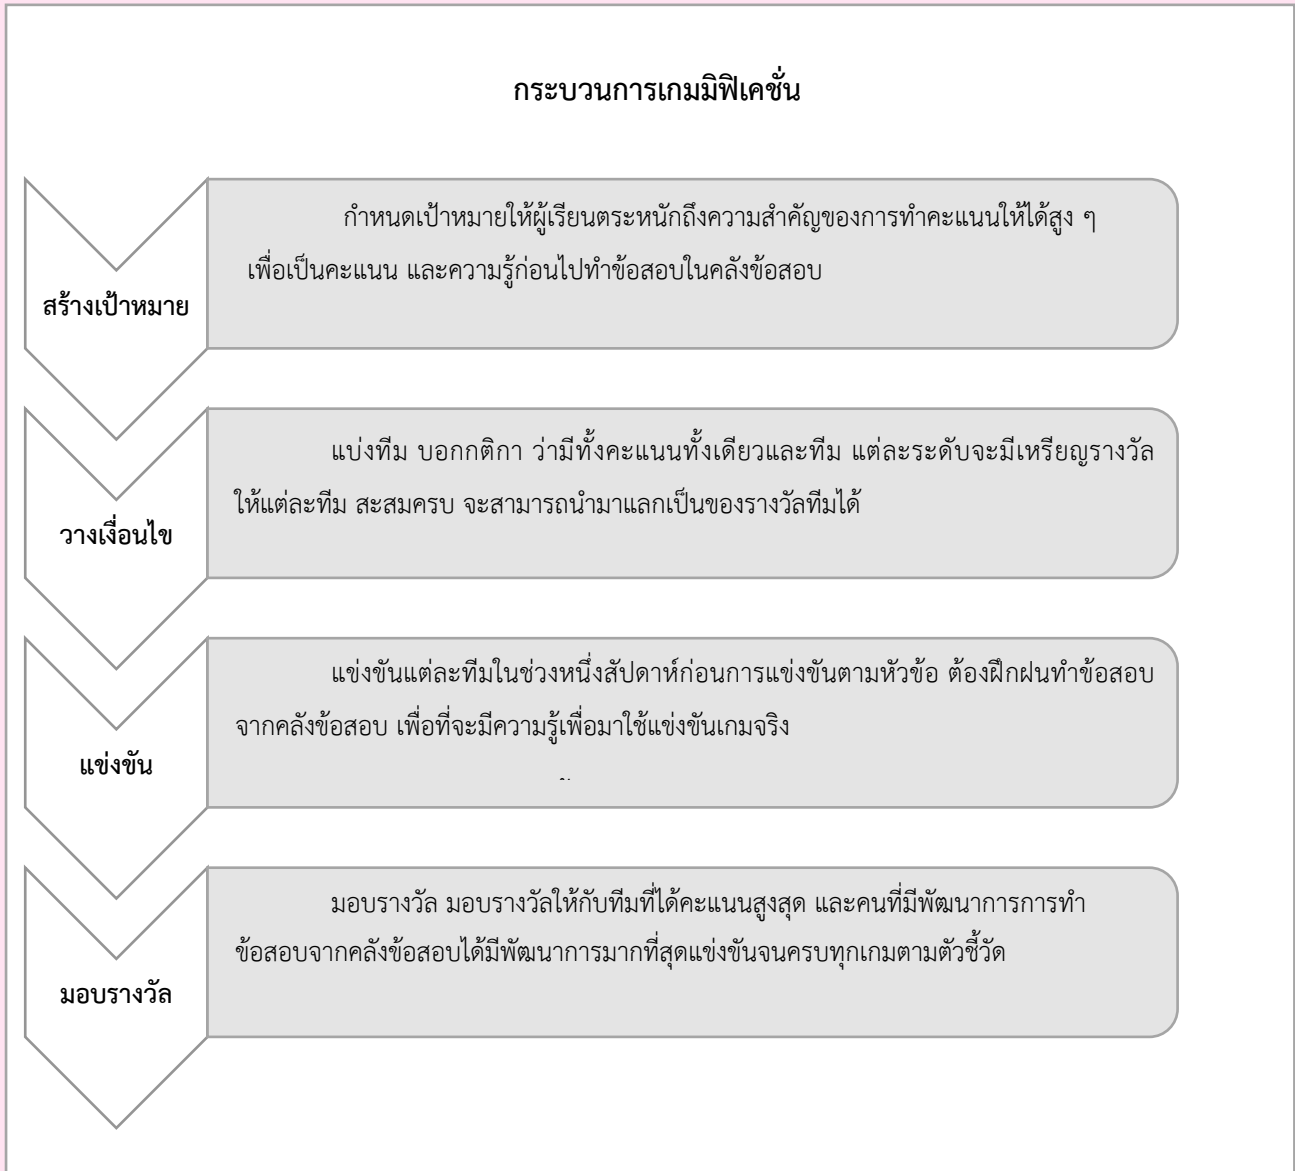 กระบวนการเกมมิฟิเคชั่น
สร้างเป้าหมาย
กำหนดเป้าหมายให้ผู้เรียนตระหนักถึงความสำคัญของการทำคะแนนให้ได้สูง ๆ
เพื่อเป็นคะแนน และความรู้ก่อนไปทำข้อสอบในคลังข้อสอบ
วางเงื่อนไข
แบ่งทีม บอกกติกา ว่ามีทั้งคะแนนทั้งเดียวและทีม แต่ละระดับจะมีเหรียญรางวัล
ให้แต่ละทีม สะสมครบ จะสามารถนำมาแลกเป็นของรางวัลทีมได้
แข่งขัน
แข่งขันแต่ละทีมในช่วงหนึ่งสัปดาห์ก่อนการแข่งขันตามหัวข้อ ต้องฝึกฝนทำข้อสอบ
จากคลังข้อสอบ เพื่อที่จะมีความรู้เพื่อมาใช้แข่งขันเกมจริง
มอบรางวัล
มอบรางวัล มอบรางวัลให้กับทีมที่ได้คะแนนสูงสุด และคนที่มีพัฒนาการการทำ
ข้อสอบจากคลังข้อสอบได้มีพัฒนาการมากที่สุดแข่งขันจนครบทุกเกมตามตัวชี้วัด